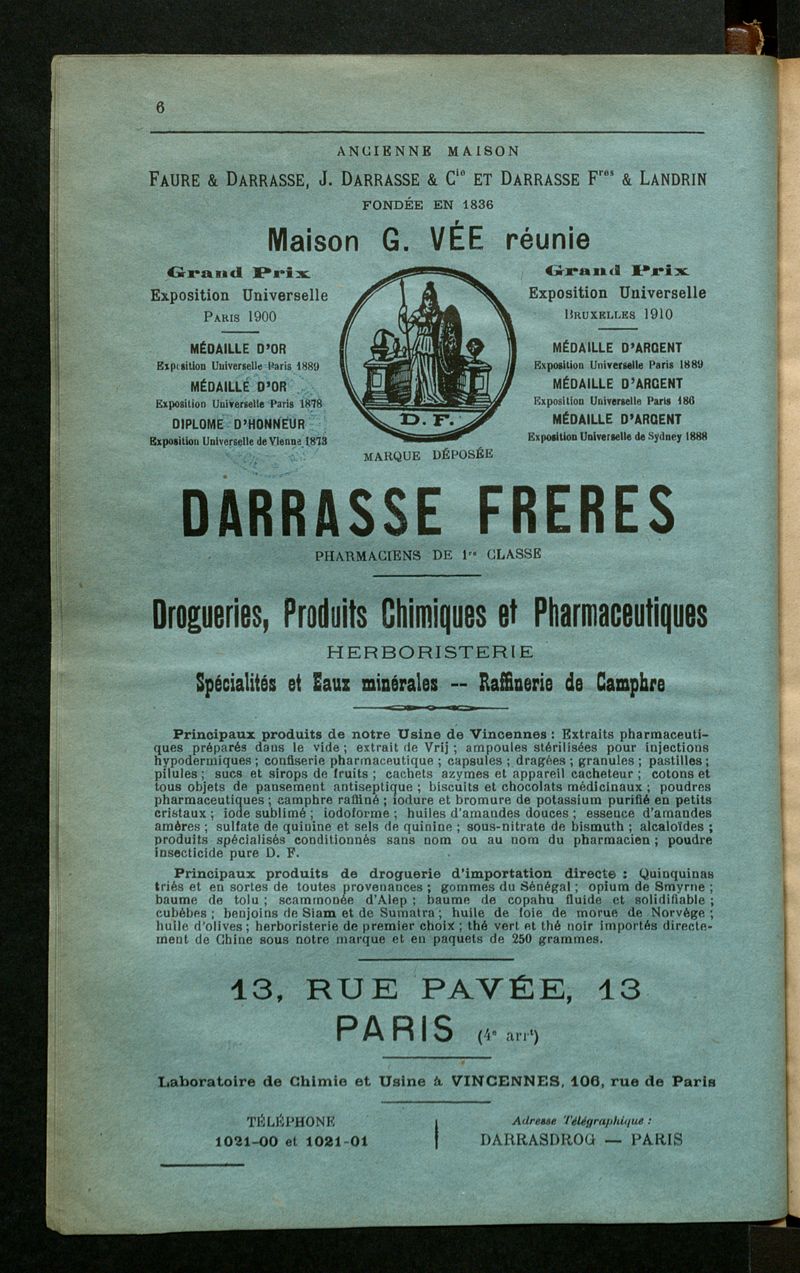 6
ANCIENNE MAISON
FAURE & DARRASSE, J. DARRASSE & Cie ET DARRASSE Fres & LANDRIN
FONDÉE EN 1836
Maison G. VÉE réunie
Grand Prix
Exposition Universelle
PARIS 1900
MÉDAILLE D'OR
Exposition Universelle Paris 1889
MÉDAILLE D'OR
Exposition Universelle Paris 1878
DIPLOME D'HONNEUR
Exposition Universelle de Vienne 1873
D. F.
MARQUE DÉPOSÉE
Grand Prix
Exposition Universelle
BRUXELLES 1910
MÉDAILLE D'ARGENT
Exposition Universelle Paris 1889
MÉDAILLE D'ARGENT
Exposition Universelle Paris 186
MÉDAILLE D'ARGENT
Exposition Universelle de Sydney 1888
DARRASSE FRERES
PHARMACIENS DE 1re CLASSE
Drogueries, Produits Chimiques et Pharmaceutiques
HERBORISTERIE
Spécialités et Eaux minérales -- Raffinerie de Camphre
Principaux produits de notre Usine de Vincennes : Extraits pharmaceuti-
ques préparés dans le vide ; extrait de Vrij ; ampoules stérilisées pour injections
hypodermiques ; confiserie pharmaceutique ; capsules ; dragées ; granules ; pastilles ;
pilules ; sucs et sirops de fruits ; cachets azymes et appareil cacheteur ; cotons et
tous objets de pansement antiseptique ; biscuits et chocolats médicinaux ; poudres
pharmaceutiques ; camphre raffiné ; iodure et bromure de potassium purifié en petits
cristaux ; iode sublimé ; iodoforme ; huiles d'amandes douces ; essence d'amandes
amères ; sulfate de quinine et sels de quinine ; sous-nitrate de bismuth ; alcaloïdes ;
produits spécialisés conditionnés sans nom ou au nom du pharmacien ; poudre
insecticide pure D. F.
Principaux produits de droguerie d'importation directe : Quinquinas
triés et en sortes de toutes provenances ; gommes du Sénégal ; opium de Smyrne ;
baume de tolu ; scammonée d'Alep ; baume de copahu fluide et solidifiable ;
cubèbes ; benjoins de Siam et de Sumatra ; huile de foie de morue de Norvège ;
huile d'olives ; herboristerie de premier choix ; thé vert et thé noir importés directe-
ment de Chine sous notre marque et en paquets de 250 grammes.
13, RUE PAVÉE, 13
PARIS (4e arrt)
Laboratoire de Chimie et Usine à VINCENNES, 106, rue de Paris
TÉLÉPHONE
1021-00 et 1021-01
Adresse Télégraphique :
DARRASDROG — PARIS